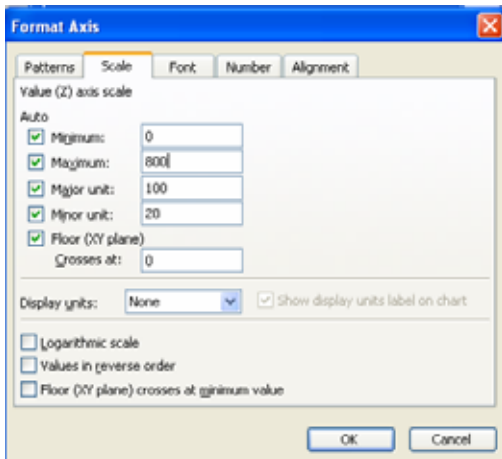 Format Axis
Patterns Scale Font Number Alignment
Value (Z) axis scale
Auto
Minimum: 0
Maximum: 800
Major unit: 100
Minor unit: 20
Floor (XY plane)
Crosses at: 0
Display units: None Show display units label on chart
Logarithmic scale
Values in reverse order
Floor (XY plane) crosses at minimum value
OK Cancel